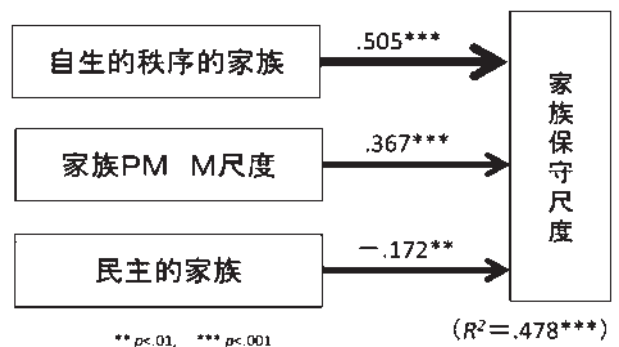 自生的秩序的家族
.505***
家族PM M尺度
.367***
民主的家族
－.172**
家族保守尺度
** p<.01, *** p<.001
（R²＝.478***）